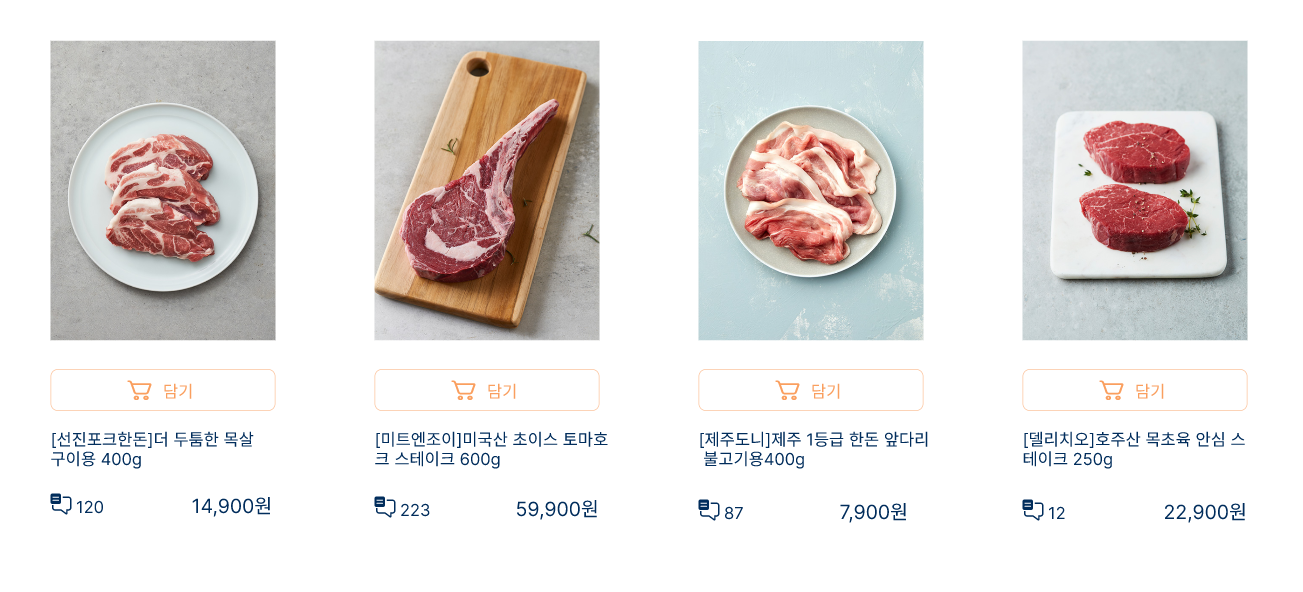 담기
담기
담기
담기
[선진포크한돈]더 두툼한 목살
구이용 400g
[미트엔조이]미국산 초이스 토마호
크 스테이크 600g
[제주도니]제주 1등급 한돈 앞다리
불고기용400g
[델리치오]호주산 목초육 안심 스
테이크 250g
120
14,900원
223
59,900원
87
7,900원
12
22,900원